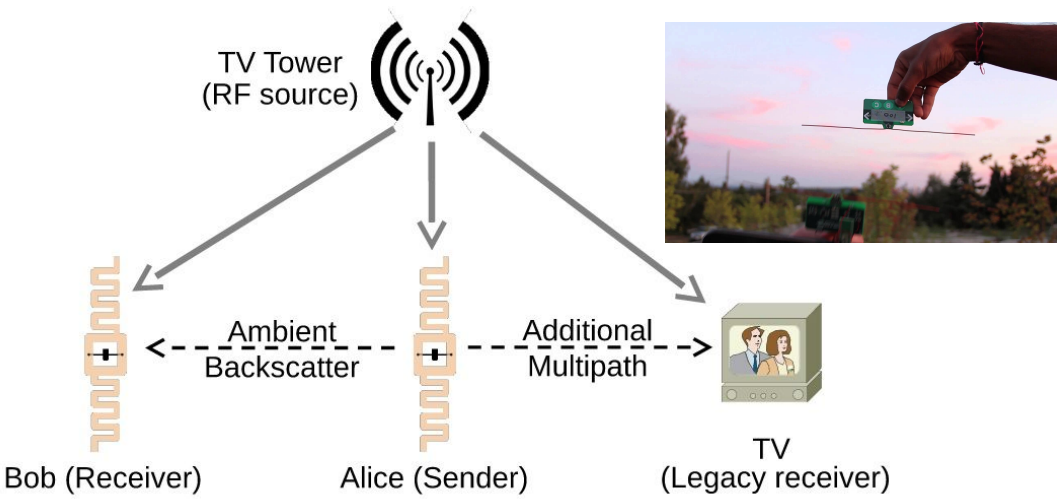 TV Tower
(RF source)
Ambient
Backscatter
Additional
Multipath
Bob (Receiver)
Alice (Sender)
TV
(Legacy receiver)